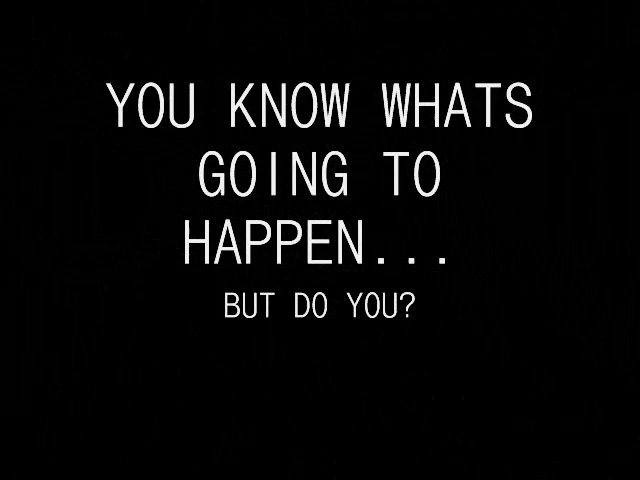 YOU KNOW WHATS
GOING TO
HAPPEN...
BUT DO YOU?